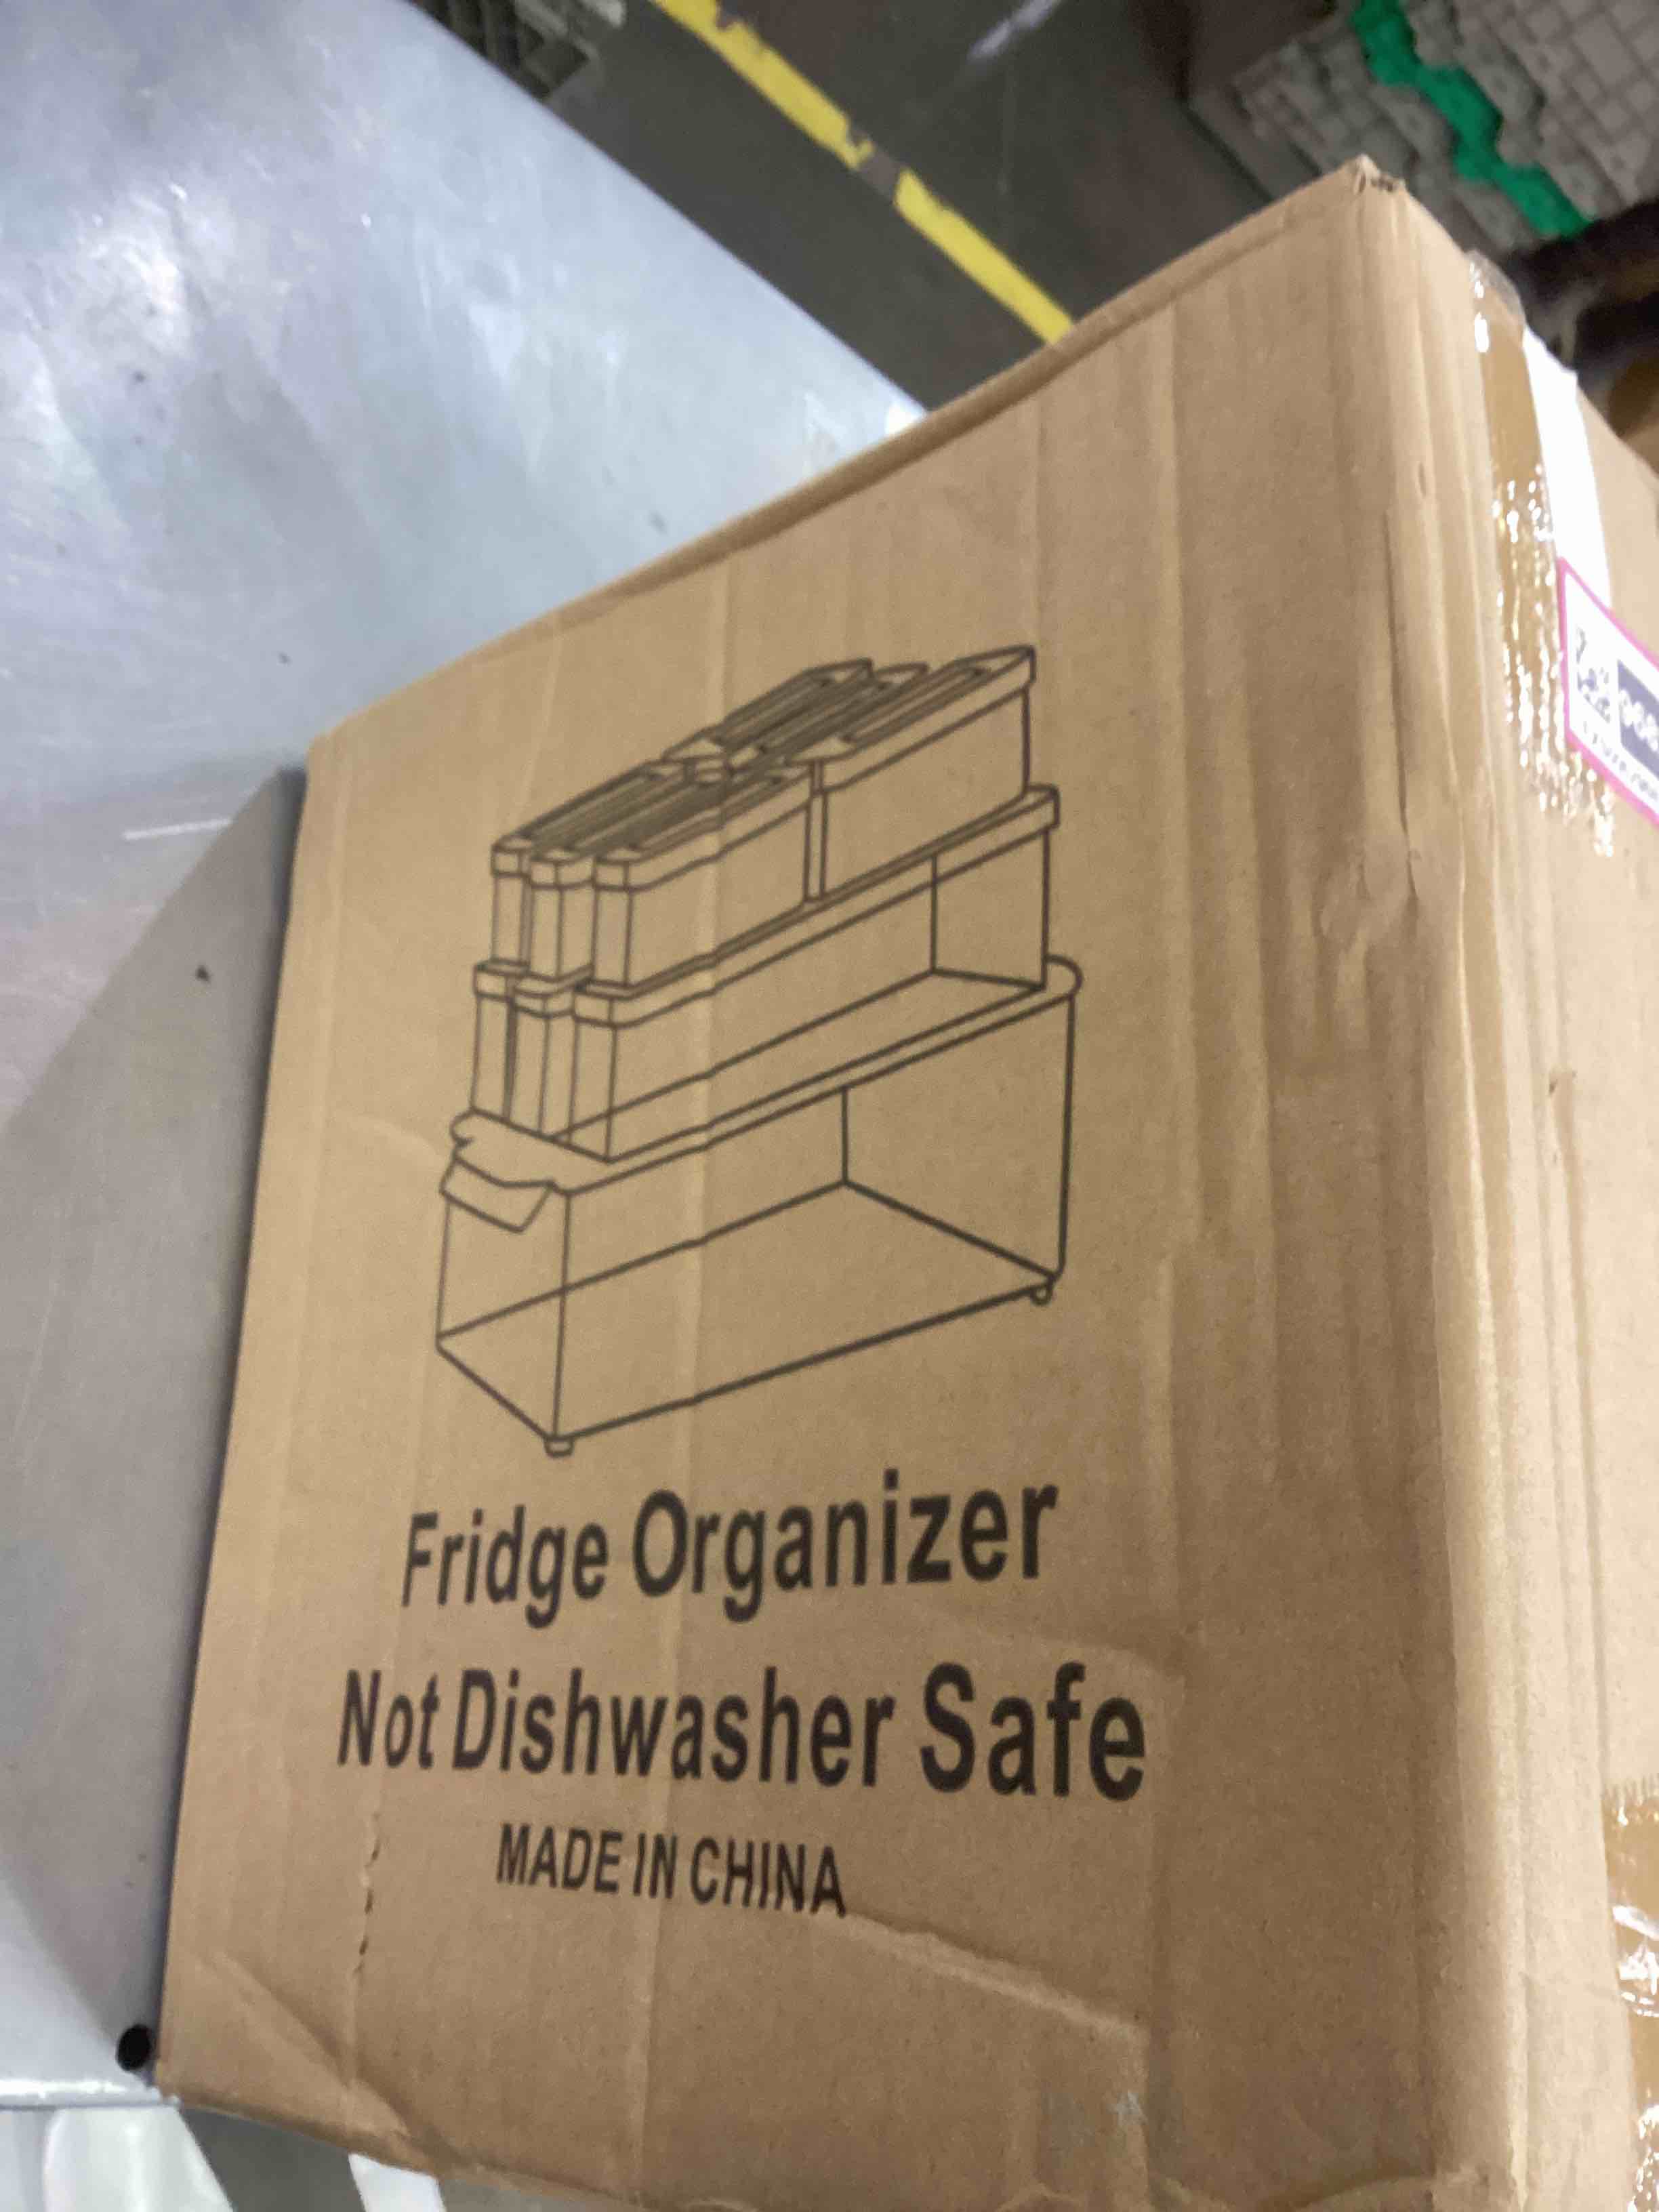 Fridge Organizer
Not Dishwasher Safe
MADE IN CHINA